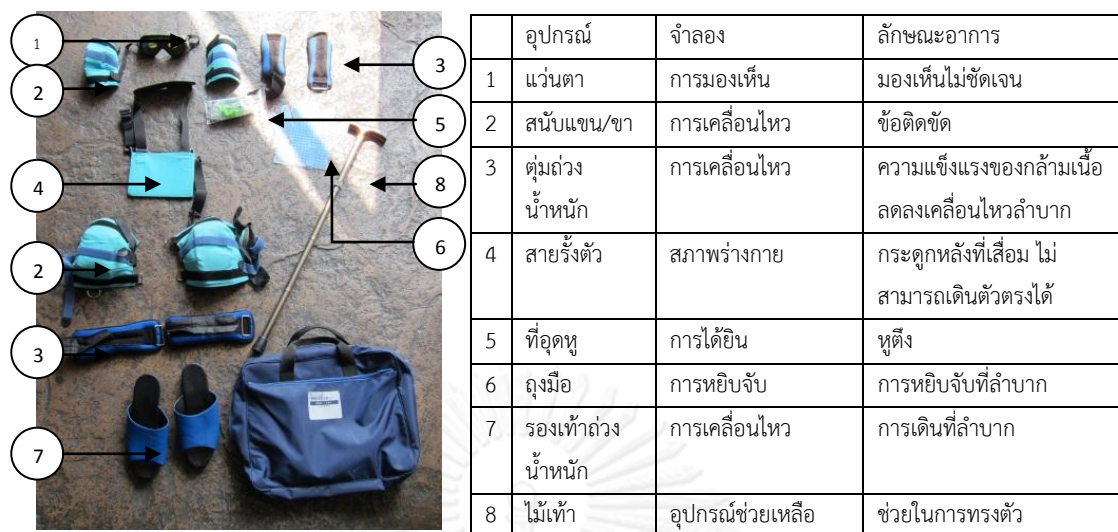 1
2
3
5
4
8
6
2
3
7
อุปกรณ์ จำลอง ลักษณะอาการ
1 แว่นตา การมองเห็น มองเห็นไม่ชัดเจน
2 สนับแขน/ขา การเคลื่อนไหว ข้อติดขัด
3 ตุ่มถ่วง การเคลื่อนไหว ความแข็งแรงของกล้ามเนื้อ
น้ำหนัก ลดลงเคลื่อนไหวลำบาก
4 สายรั้งตัว สภาพร่างกาย กระดูกหลังที่เสื่อม ไม่
สามารถเดินตัวตรงได้
5 ที่อุดหู การได้ยิน หูตึง
6 ถุงมือ การหยิบจับ การหยิบจับที่ลำบาก
7 รองเท้าถ่วง การเคลื่อนไหว การเดินที่ลำบาก
น้ำหนัก
8 ไม้เท้า อุปกรณ์ช่วยเหลือ ช่วยในการทรงตัว